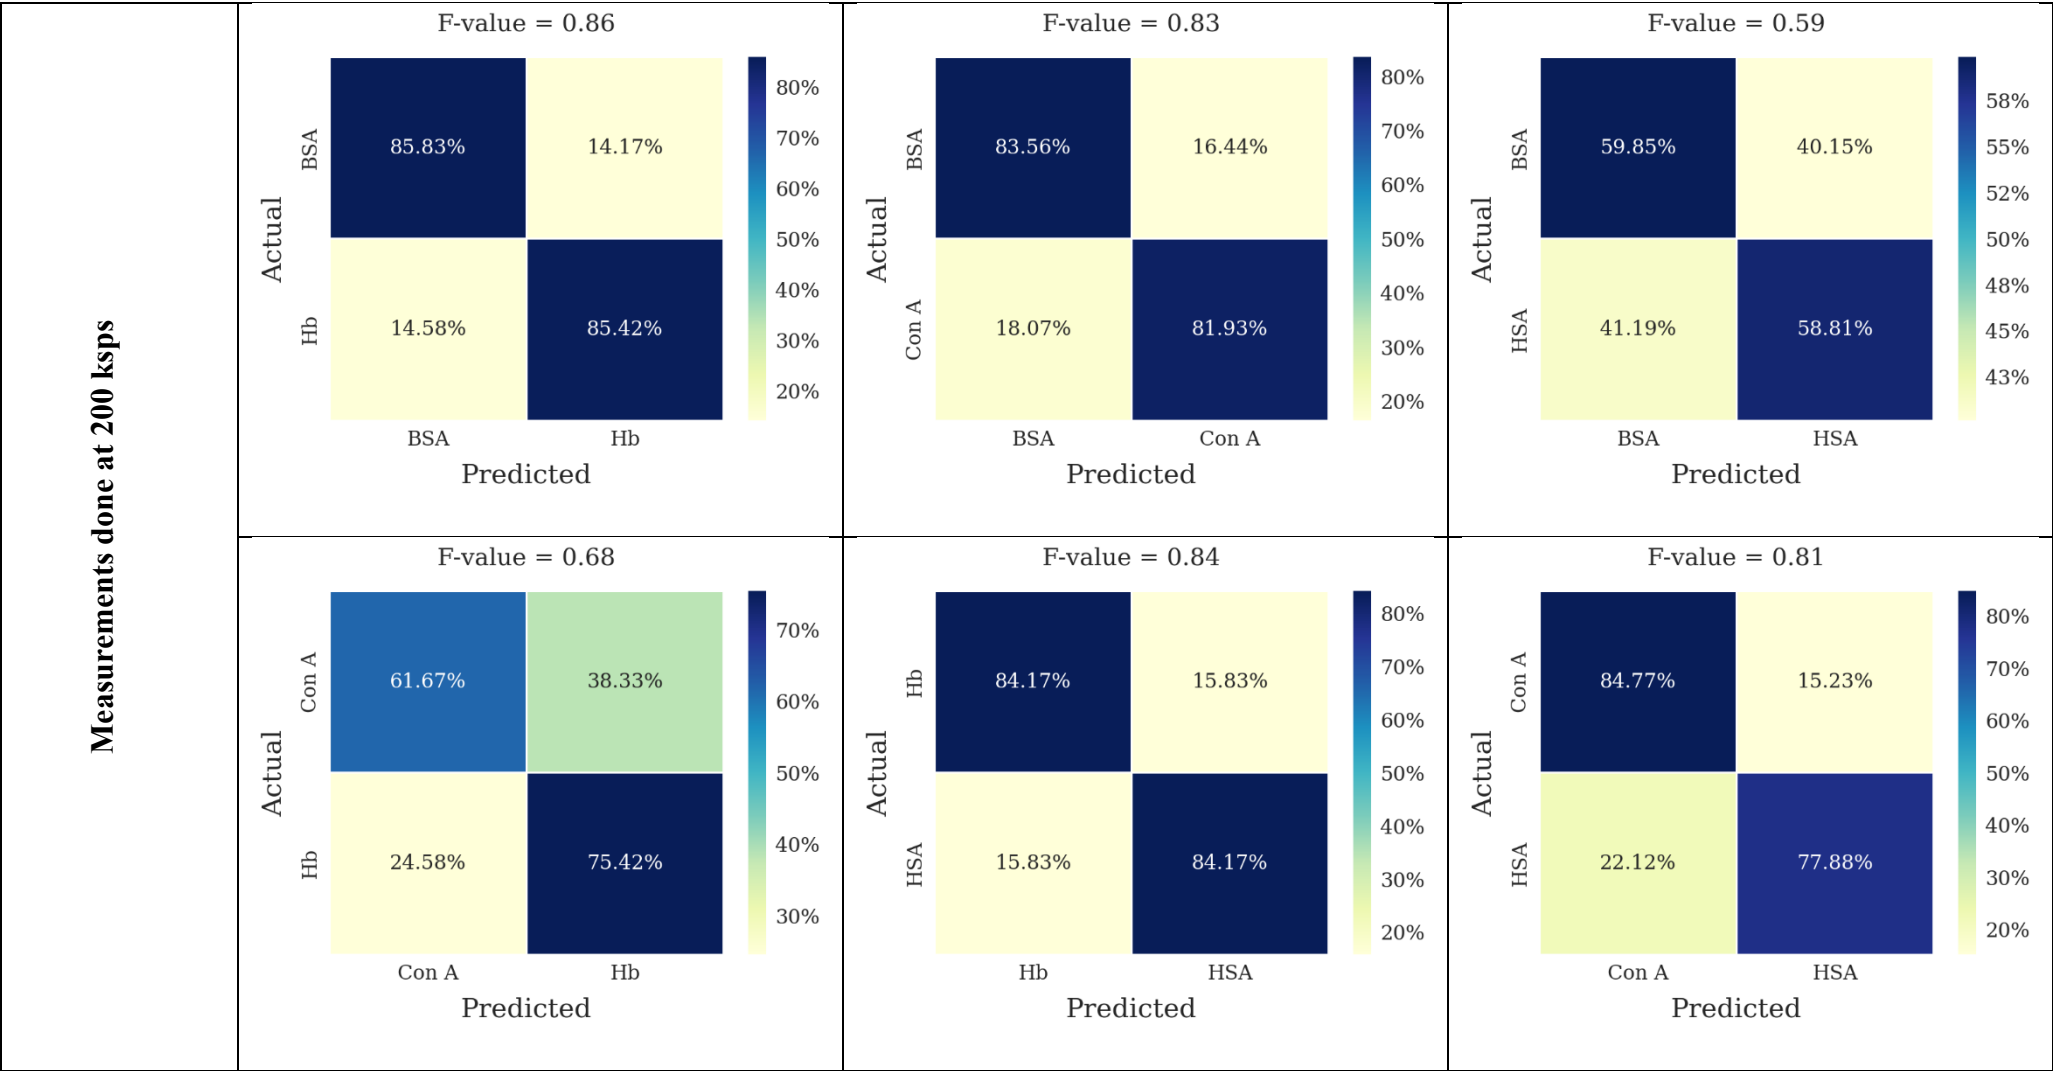 Measurements done at 200 ksps
F-value = 0.86
BSA
Hb
Actual
85.83%
14.17%
14.58%
85.42%
BSA
Hb
Predicted
80%
70%
60%
50%
40%
30%
20%
F-value = 0.83
BSA
Con A
Actual
83.56%
16.44%
18.07%
81.93%
BSA
Con A
Predicted
80%
70%
60%
50%
40%
30%
20%
F-value = 0.59
BSA
HSA
Actual
59.85%
40.15%
41.19%
58.81%
BSA
HSA
Predicted
58%
55%
52%
50%
48%
45%
43%
F-value = 0.68
Con A
Hb
Actual
61.67%
38.33%
24.58%
75.42%
Con A
Hb
Predicted
70%
60%
50%
40%
30%
F-value = 0.84
Hb
HSA
Actual
84.17%
15.83%
15.83%
84.17%
Hb
HSA
Predicted
80%
70%
60%
50%
40%
30%
20%
F-value = 0.81
Con A
HSA
Actual
84.77%
15.23%
22.12%
77.88%
Con A
HSA
Predicted
80%
70%
60%
50%
40%
30%
20%